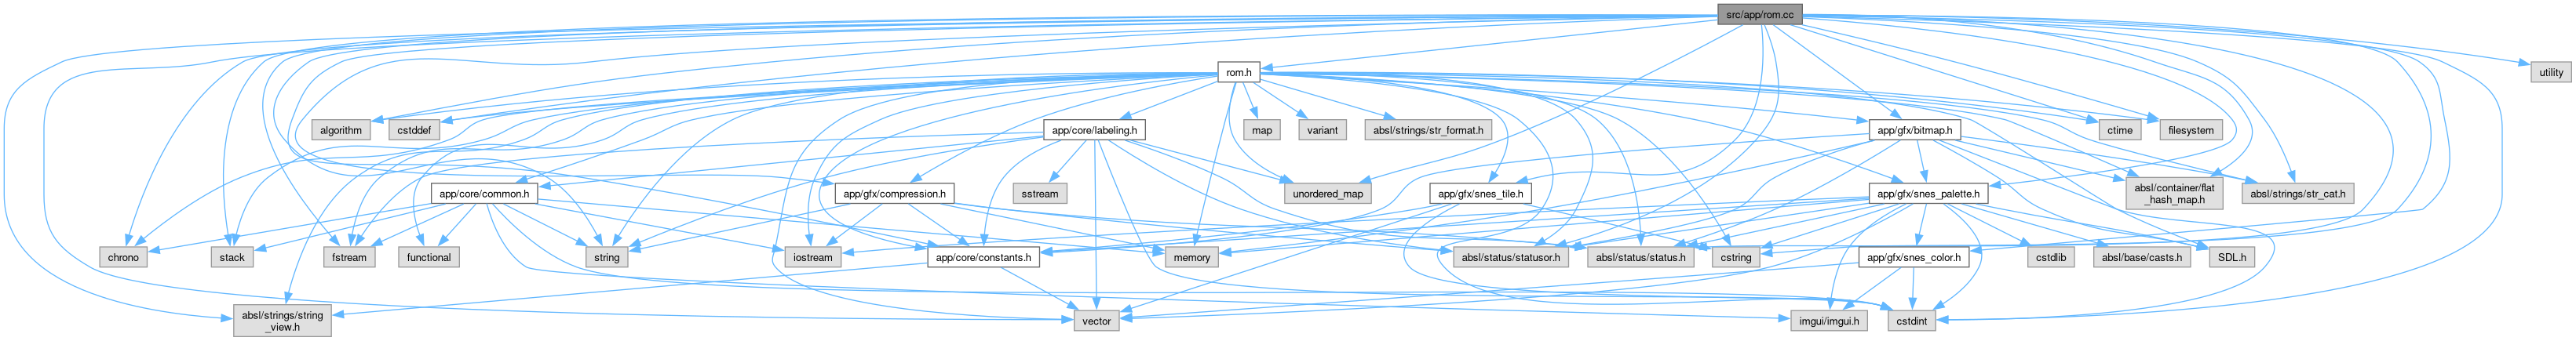 src/app/rom.cc
rom.h
utility
algorithm
cstddef
app/core/labeling.h
map
variant
absl/strings/str_format.h
app/gfx/bitmap.h
ctime
filesystem
app/core/common.h
app/gfx/compression.h
sstream
unordered_map
app/gfx/snes_tile.h
app/gfx/snes_palette.h
absl/container/flat
_hash_map.h
absl/strings/str_cat.h
chrono
stack
fstream
functional
string
iostream
app/core/constants.h
memory
absl/status/statusor.h
absl/status/status.h
cstring
app/gfx/snes_color.h
cstdlib
absl/base/casts.h
SDL.h
absl/strings/string
_view.h
vector
imgui/imgui.h
cstdint